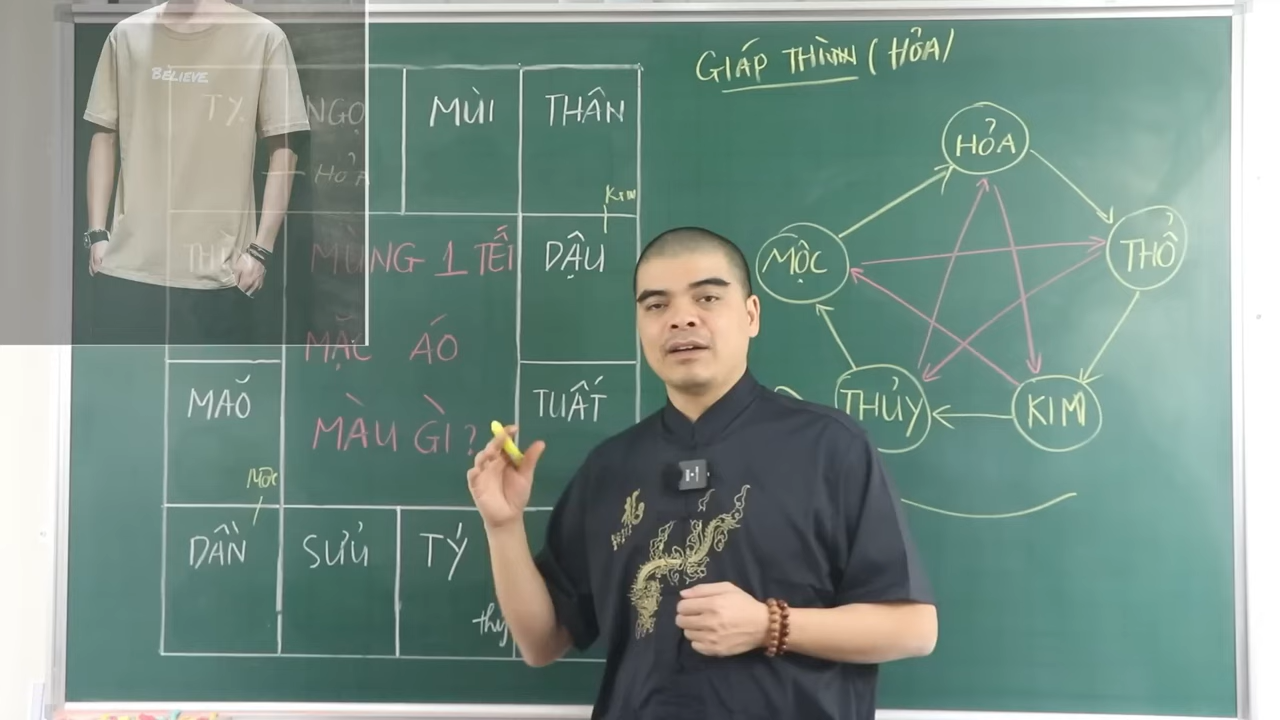 BELIEVE
GIÁP THÌNN (HỎA)
TỴ
NGỌ
MÙI
THÂN
HỎA
Kim
THÌN
MÙNG 1 TẾT
DẬU
MẶC ÁO
MÀU GÌ?
MÃO
TUẤT
Mộc
DẦN
SỬU
TÝ
HỎA
MỘC
THỔ
THỦY
KIM